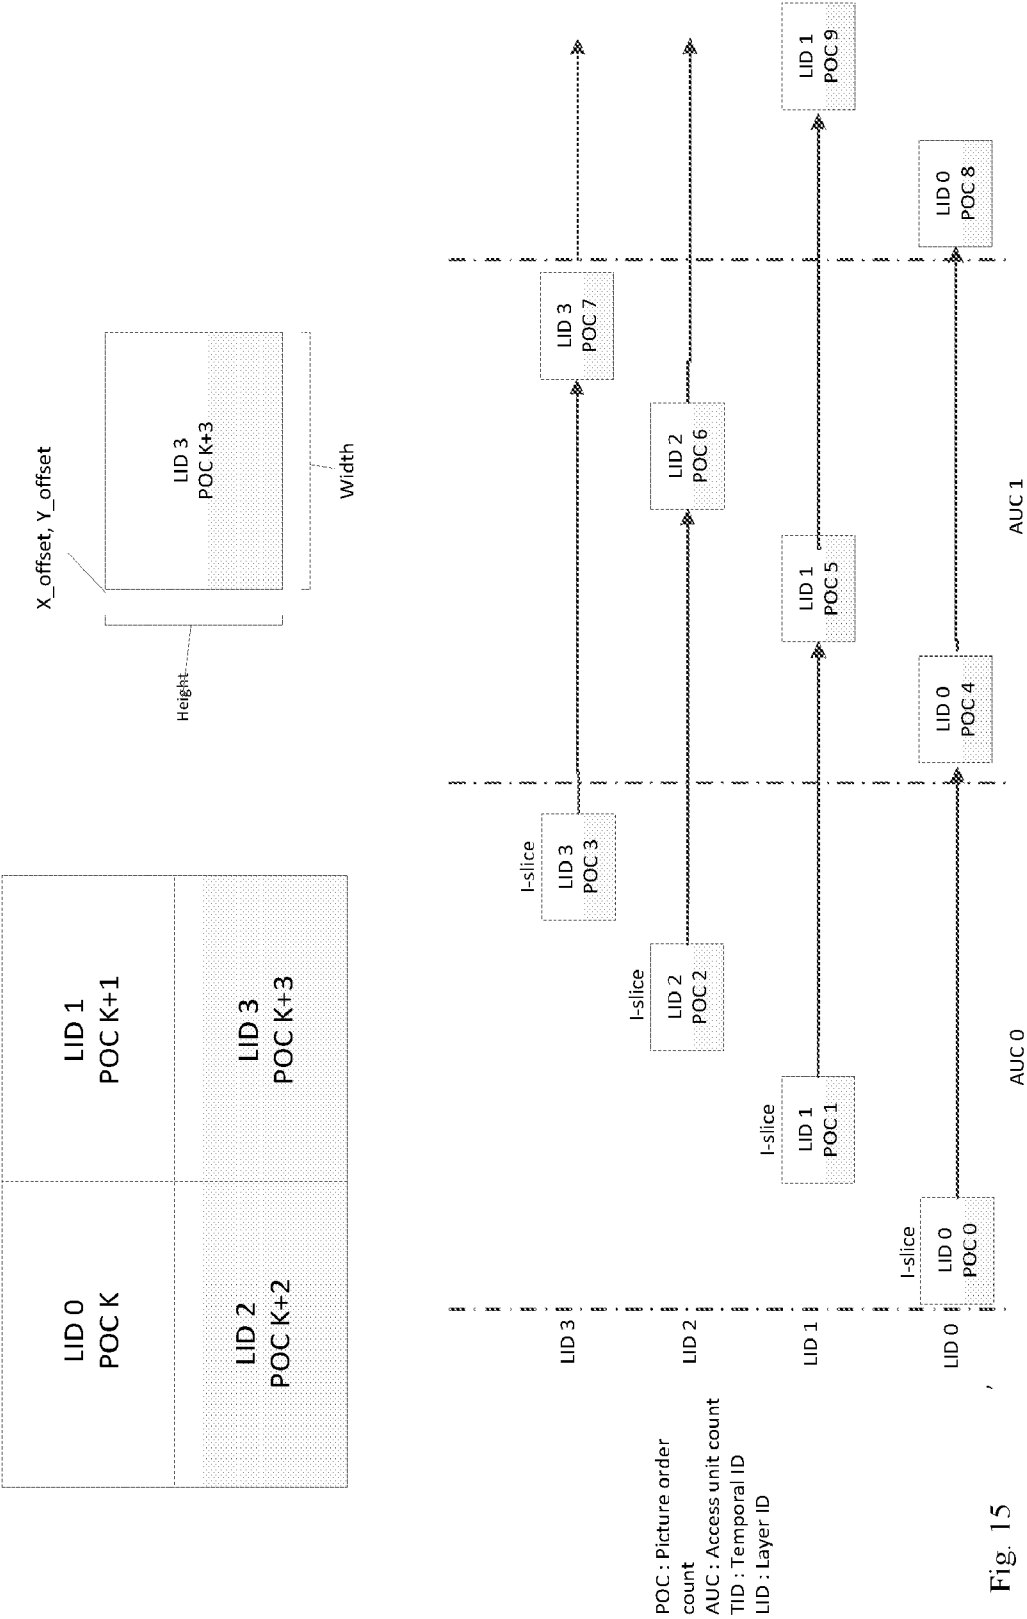 LID 0
POC K
LID 1
POC K+1
LID 2
POC K+2
LID 3
POC K+3
X_offset, Y_offset
Height
LID 3
POC K+3
Width
LID 3
I-slice
LID 3
POC 3
LID 3
POC 7
LID 2
I-slice
LID 2
POC 2
LID 2
POC 6
LID 1
I-slice
LID 1
POC 1
LID 1
POC 5
LID 1
POC 9
LID 0
I-slice
LID 0
POC 0
LID 0
POC 4
LID 0
POC 8
AUC 0
AUC 1
POC : Picture order
count
AUC : Access unit count
TID : Temporal ID
LID : Layer ID
,
Fig. 15